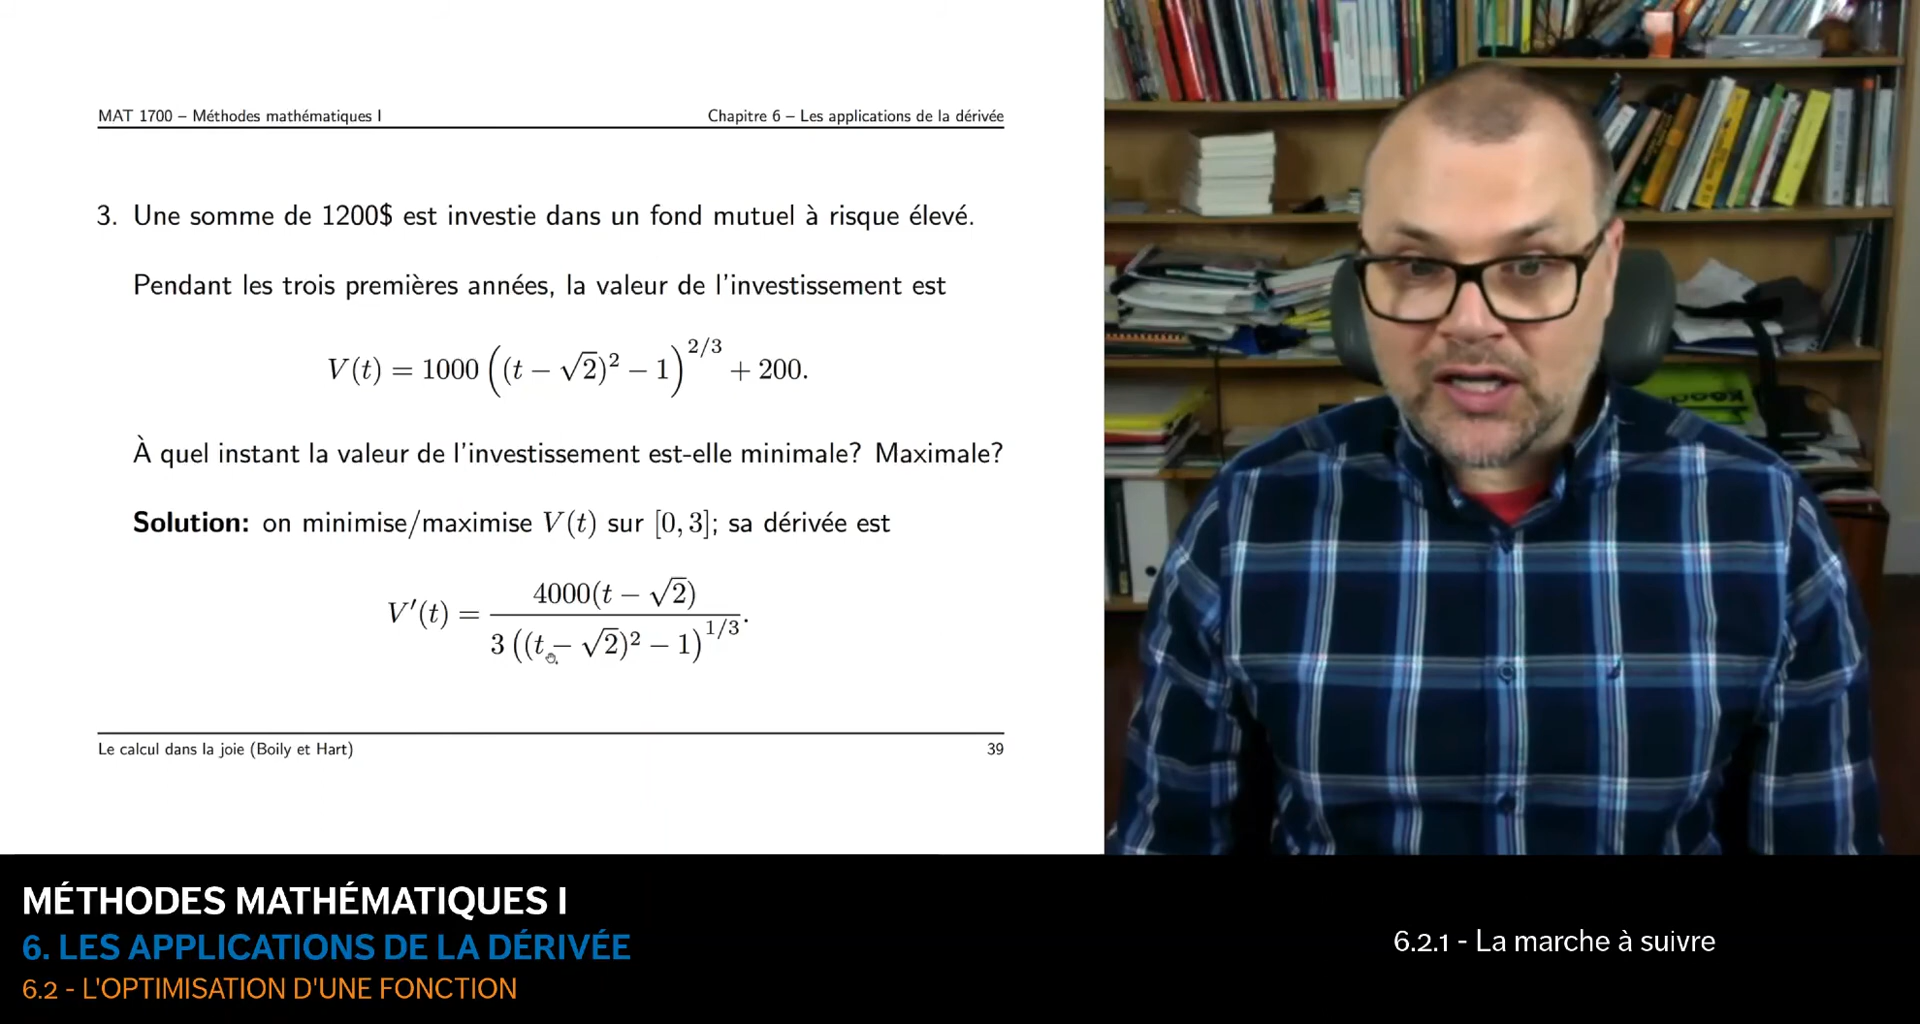 MAT 1700 – Méthodes mathématiques I
Chapitre 6 – Les applications de la dérivée
3. Une somme de 1200$ est investie dans un fond mutuel à risque élevé.
Pendant les trois premières années, la valeur de l'investissement est
V(t) = 1000 ((t − √2)² − 1)^{2/3} + 200.
À quel instant la valeur de l'investissement est-elle minimale? Maximale?
Solution: on minimise/maximise V(t) sur [0, 3]; sa dérivée est
V′(t) = 4000(t − √2) / 3 ((t − √2)² − 1)^{1/3}.
Le calcul dans la joie (Boily et Hart)
39
MÉTHODES MATHÉMATIQUES I
6. LES APPLICATIONS DE LA DÉRIVÉE
6.2 - L'OPTIMISATION D'UNE FONCTION
6.2.1 - La marche à suivre